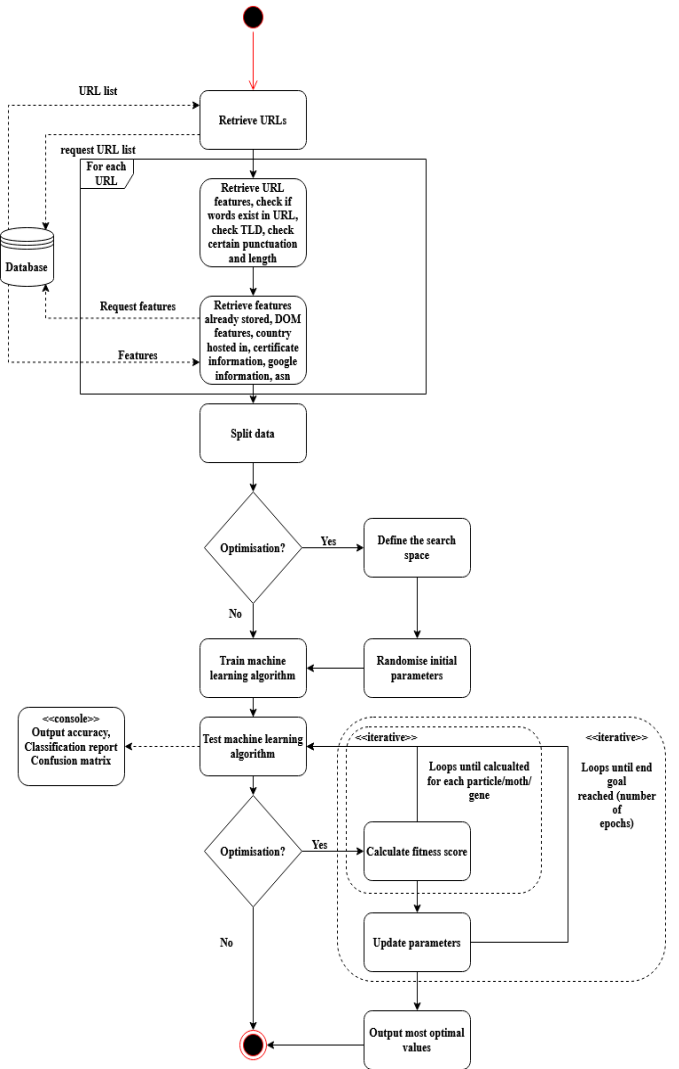 URL list
Retrieve URLs
request URL list
For each
URL
Retrieve URL
features, check if
words exist in URL,
check TLD, check
certain punctuation
and length
Database
Request features
Retrieve features
already stored, DOM
features, country
hosted in, certificate
information, google
information, asn
Features
Split data
Optimisation?
Yes
Define the search
space
No
Train machine
learning algorithm
Randomise initial
parameters
<<console>>
Output accuracy,
Classification report
Confusion matrix
Test machine learning
algorithm
<<iterative>>
Loops until calcualted
for each particle/moth/
gene
<<iterative>>
Loops until end
goal
reached (number
of
epochs)
Optimisation?
Yes
Calculate fitness score
No
Update parameters
Output most optimal
values